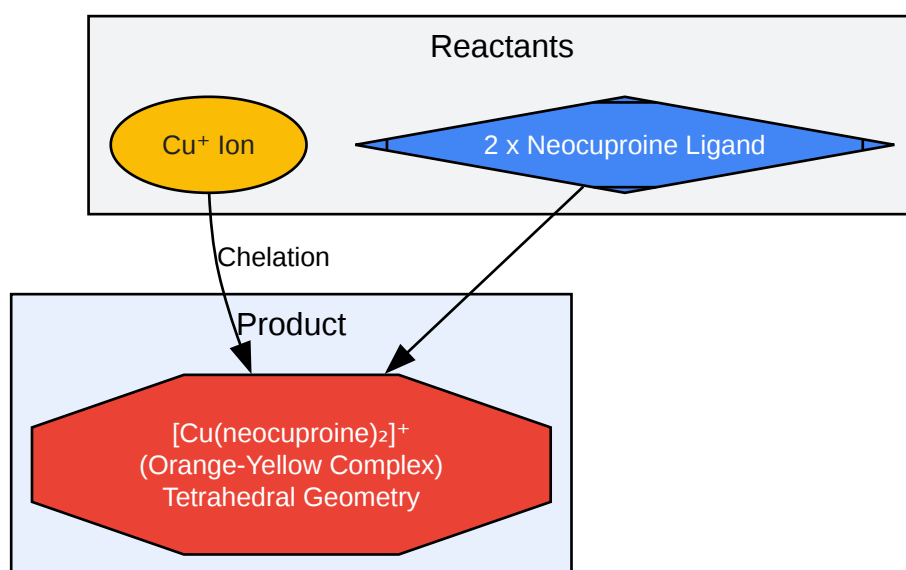 Reactants
Cu⁺ Ion
2 x Neocuproine Ligand
Chelation
Product
[Cu(neocuproine)₂]⁺
(Orange-Yellow Complex)
Tetrahedral Geometry